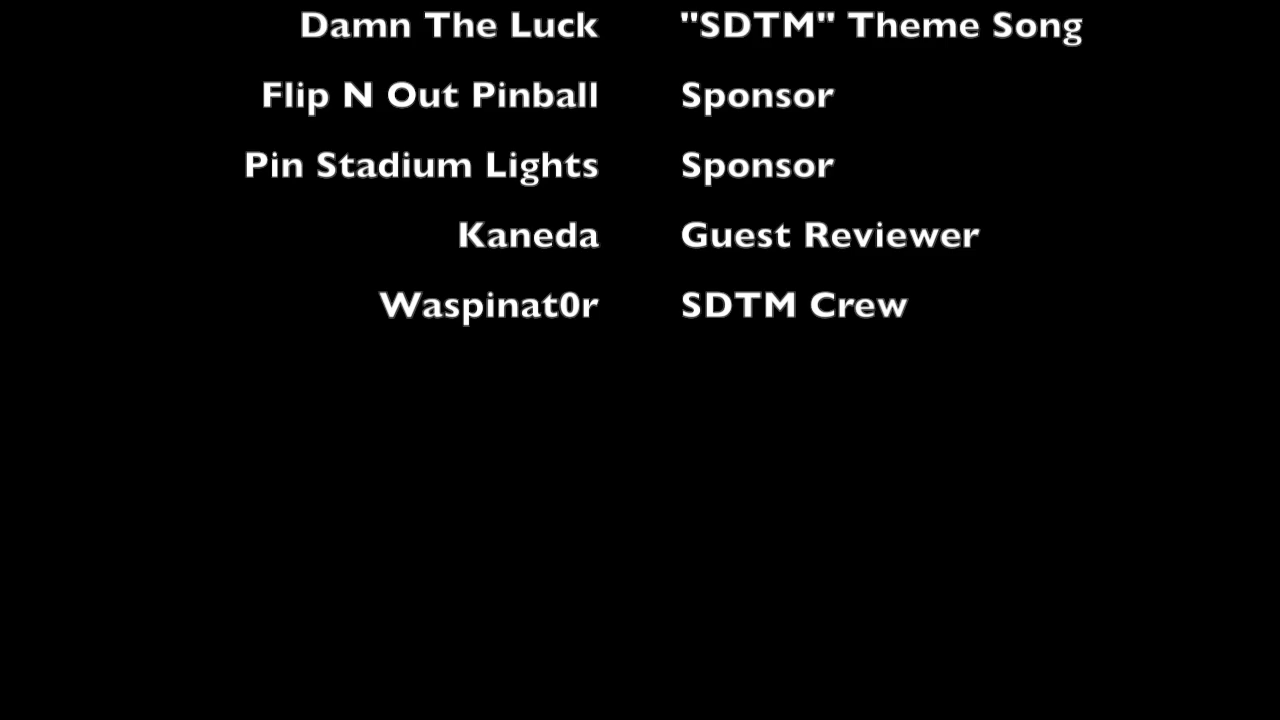 Damn The Luck "SDTM" Theme Song
Flip N Out Pinball Sponsor
Pin Stadium Lights Sponsor
Kaneda Guest Reviewer
Waspinat0r SDTM Crew